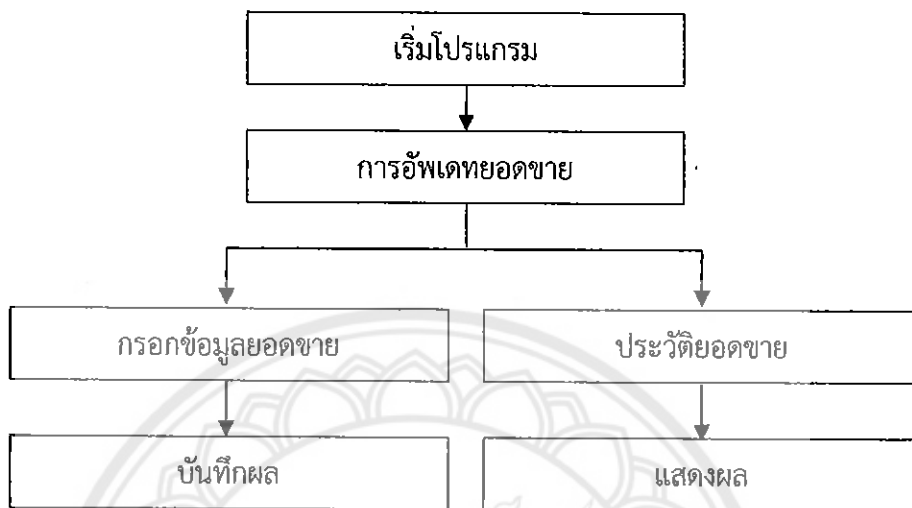 เริ่มโปรแกรม
การอัพเดทยอดขาย
กรอกข้อมูลยอดขาย
ประวัติยอดขาย
บันทึกผล
แสดงผล